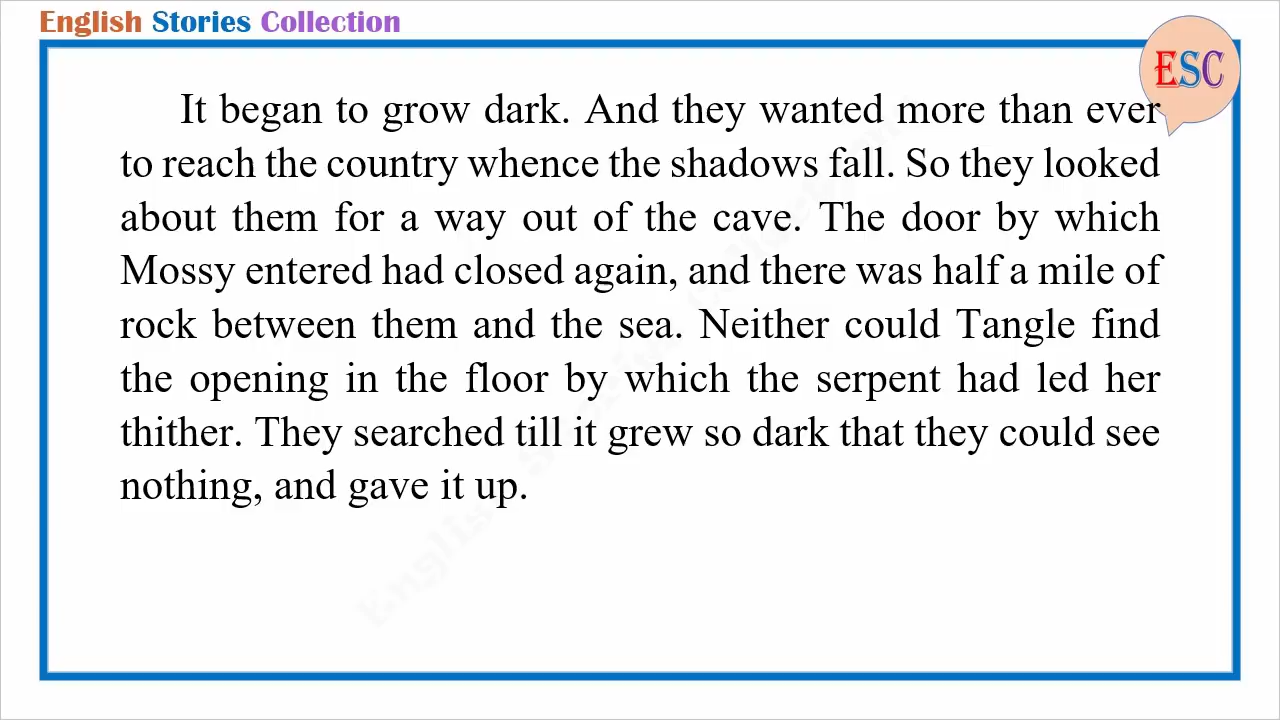 English Stories Collection
ESC
It began to grow dark. And they wanted more than ever
to reach the country whence the shadows fall. So they looked
about them for a way out of the cave. The door by which
Mossy entered had closed again, and there was half a mile of
rock between them and the sea. Neither could Tangle find
the opening in the floor by which the serpent had led her
thither. They searched till it grew so dark that they could see
nothing, and gave it up.